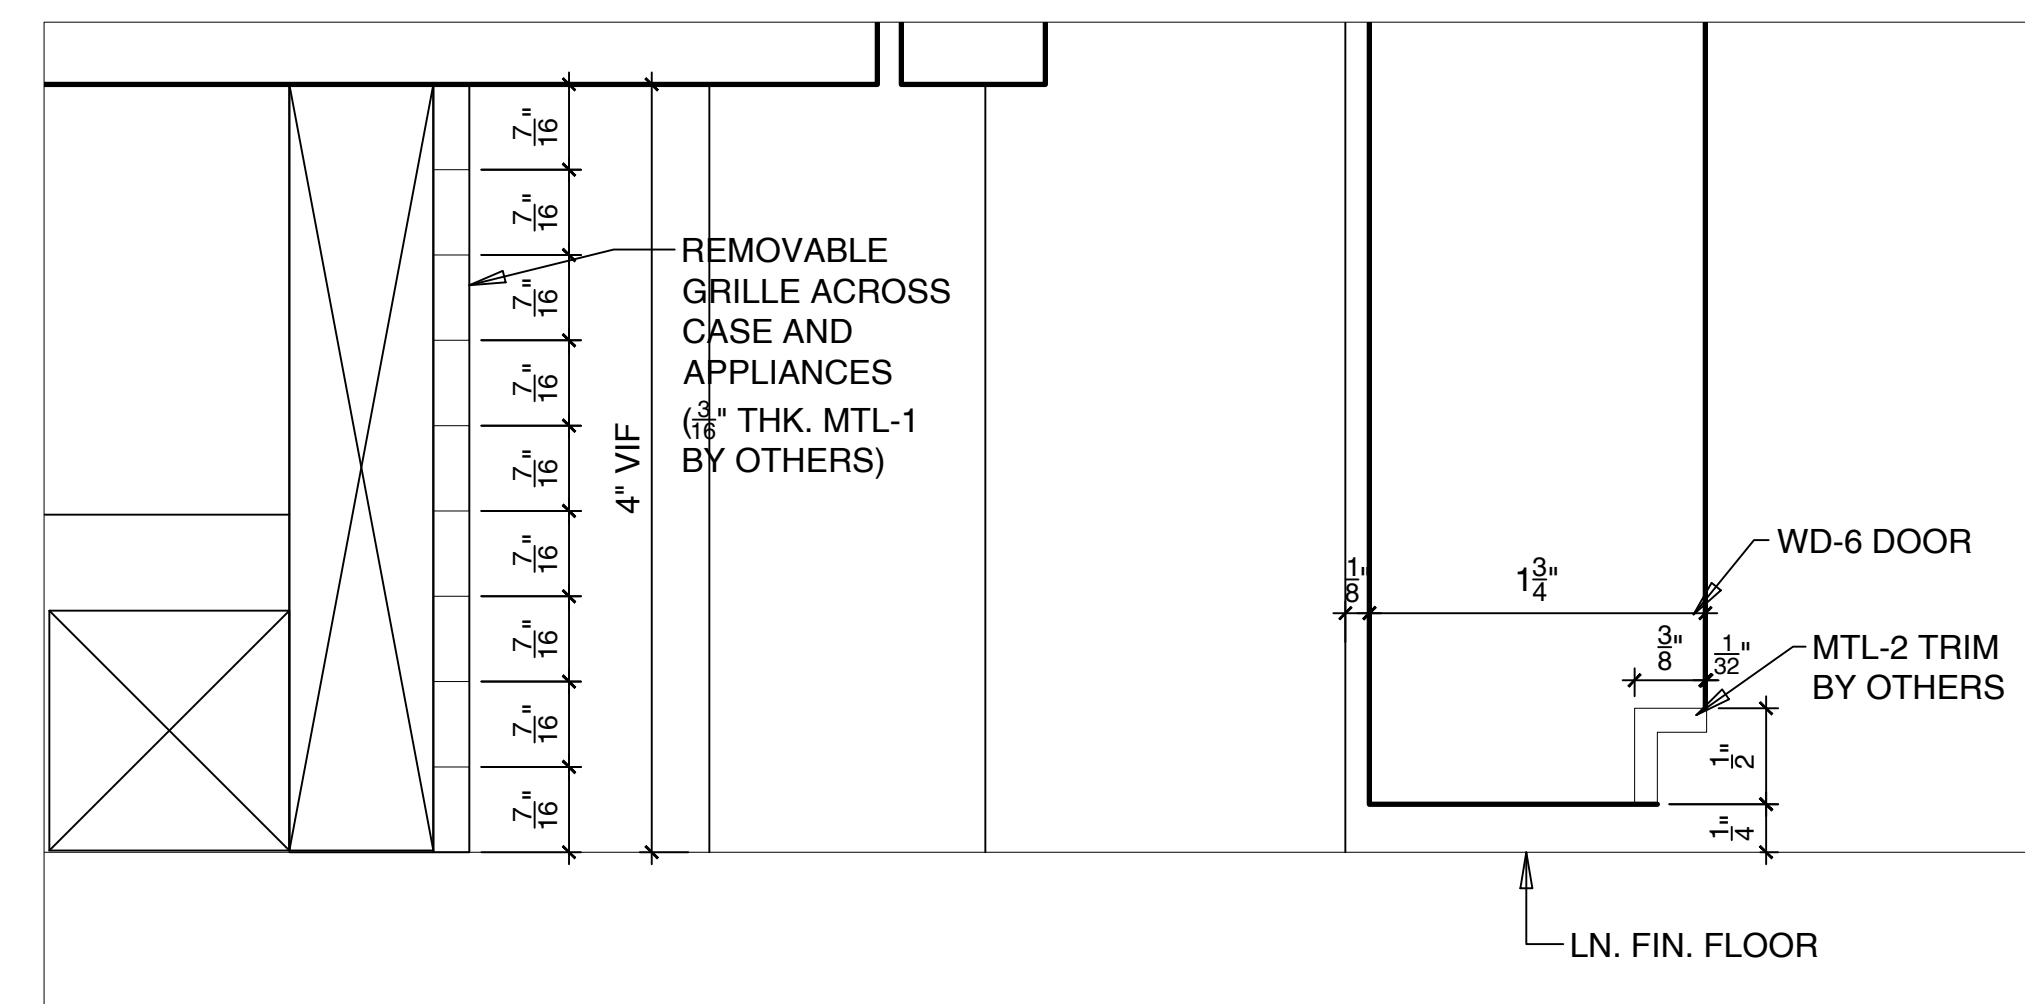 7/16"
7/16"
7/16"
7/16"
7/16"
7/16"
7/16"
7/16"
7/16"
4" VIF
REMOVABLE
GRILLE ACROSS
CASE AND
APPLIANCES
(3/16" THK. MTL-1
BY OTHERS)
1/8"
1 3/4"
WD-6 DOOR
3/8"
1/32"
MTL-2 TRIM
BY OTHERS
1/2"
1/4"
LN. FIN. FLOOR